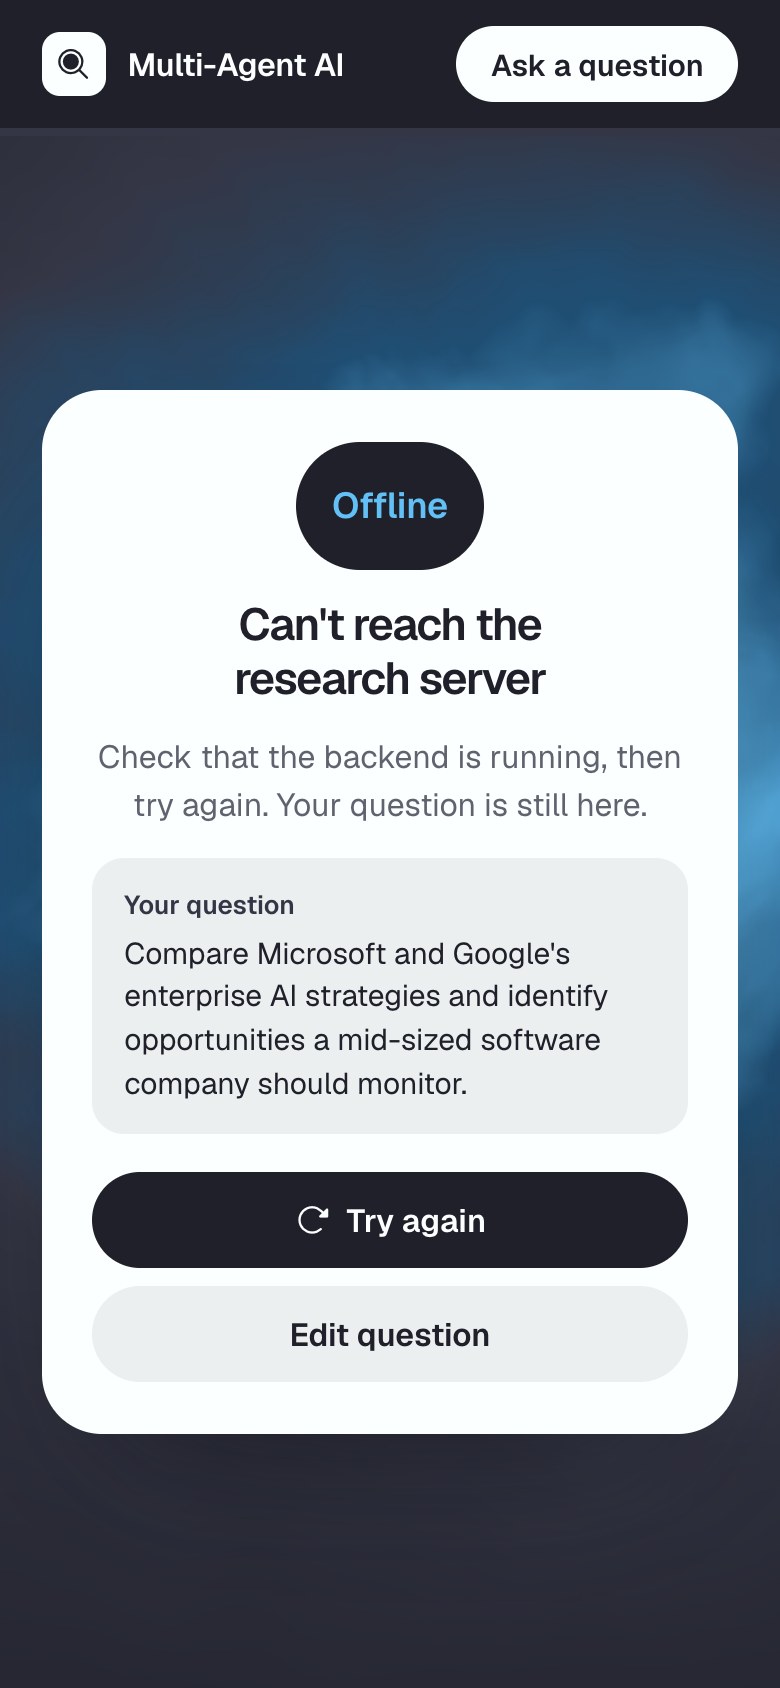 Multi-Agent AI
Ask a question
Offline
Can't reach the
research server
Check that the backend is running, then
try again. Your question is still here.
Your question
Compare Microsoft and Google's
enterprise AI strategies and identify
opportunities a mid-sized software
company should monitor.
Try again
Edit question